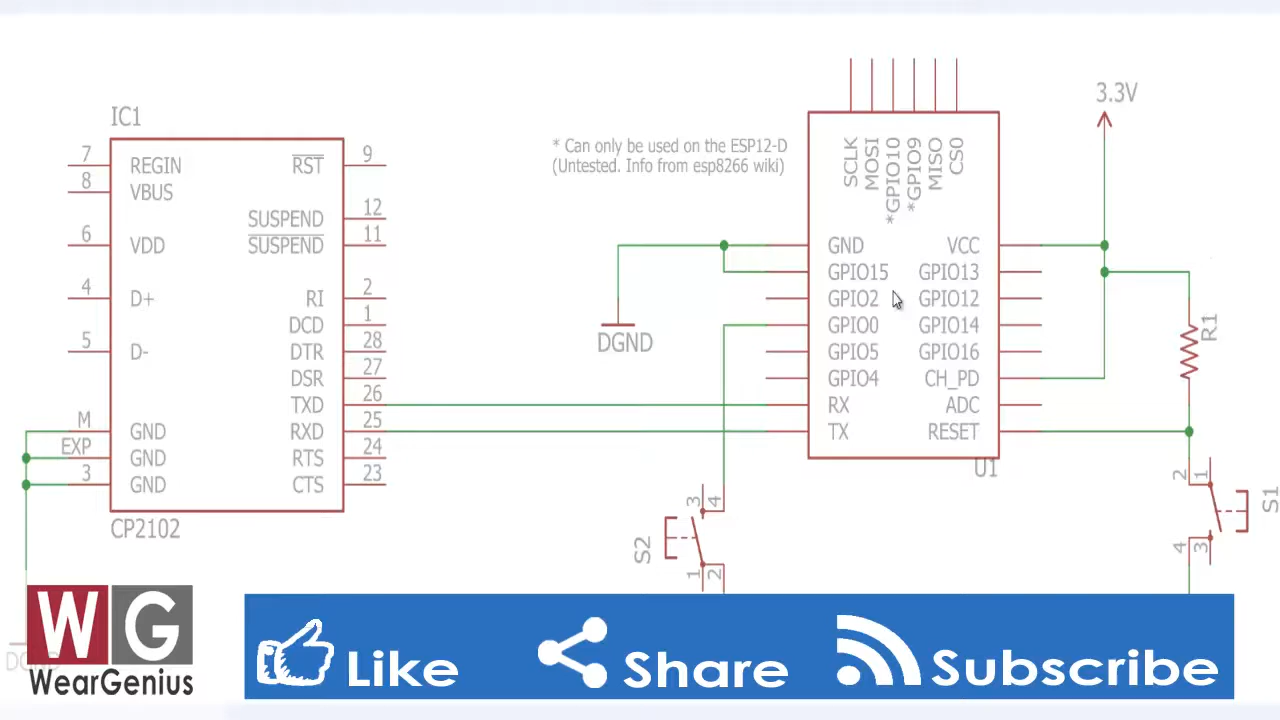 IC1
7 REGIN
8 VBUS
6 VDD
4 D+
5 D-
M GND
EXP GND
3 GND
RST 9
SUSPEND 12
SUSPEND 11
RI 2
DCD 1
DTR 28
DSR 27
TXD 26
RXD 25
RTS 24
CTS 23
CP2102
* Can only be used on the ESP12-D
(Untested. Info from esp8266 wiki)
DGND
SCLK
MOSI
*GPIO10
*GPIO9
MISO
CS0
GND VCC
GPIO15 GPIO13
GPIO2 GPIO12
GPIO0 GPIO14
GPIO5 GPIO16
GPIO4 CH_PD
RX ADC
TX RESET
U1
3.3V
R1
S2
3 4
1 2
S1
2 1
4 3
WG
WearGenius
Like
Share
Subscribe